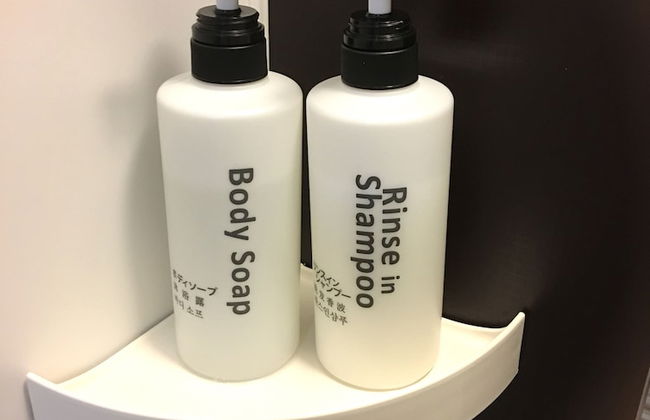 Body Soap
ボディソープ
沐浴露
바디 소프
Rinse in
Shampoo
リンスイン
シャンプー
린스인샴푸